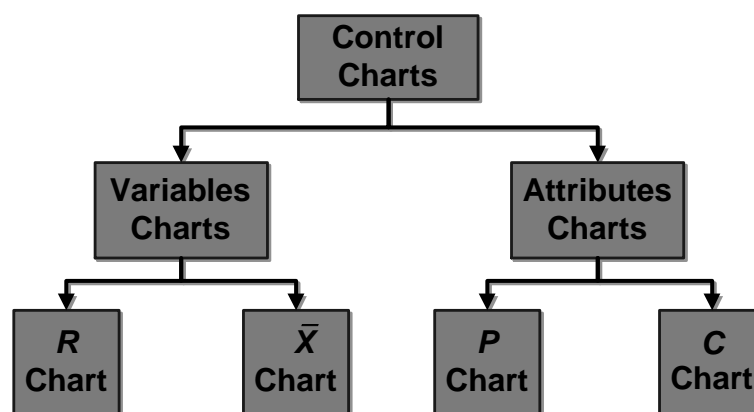 Control
Charts
Variables
Charts
Attributes
Charts
R
Chart
X̄
Chart
P
Chart
C
Chart